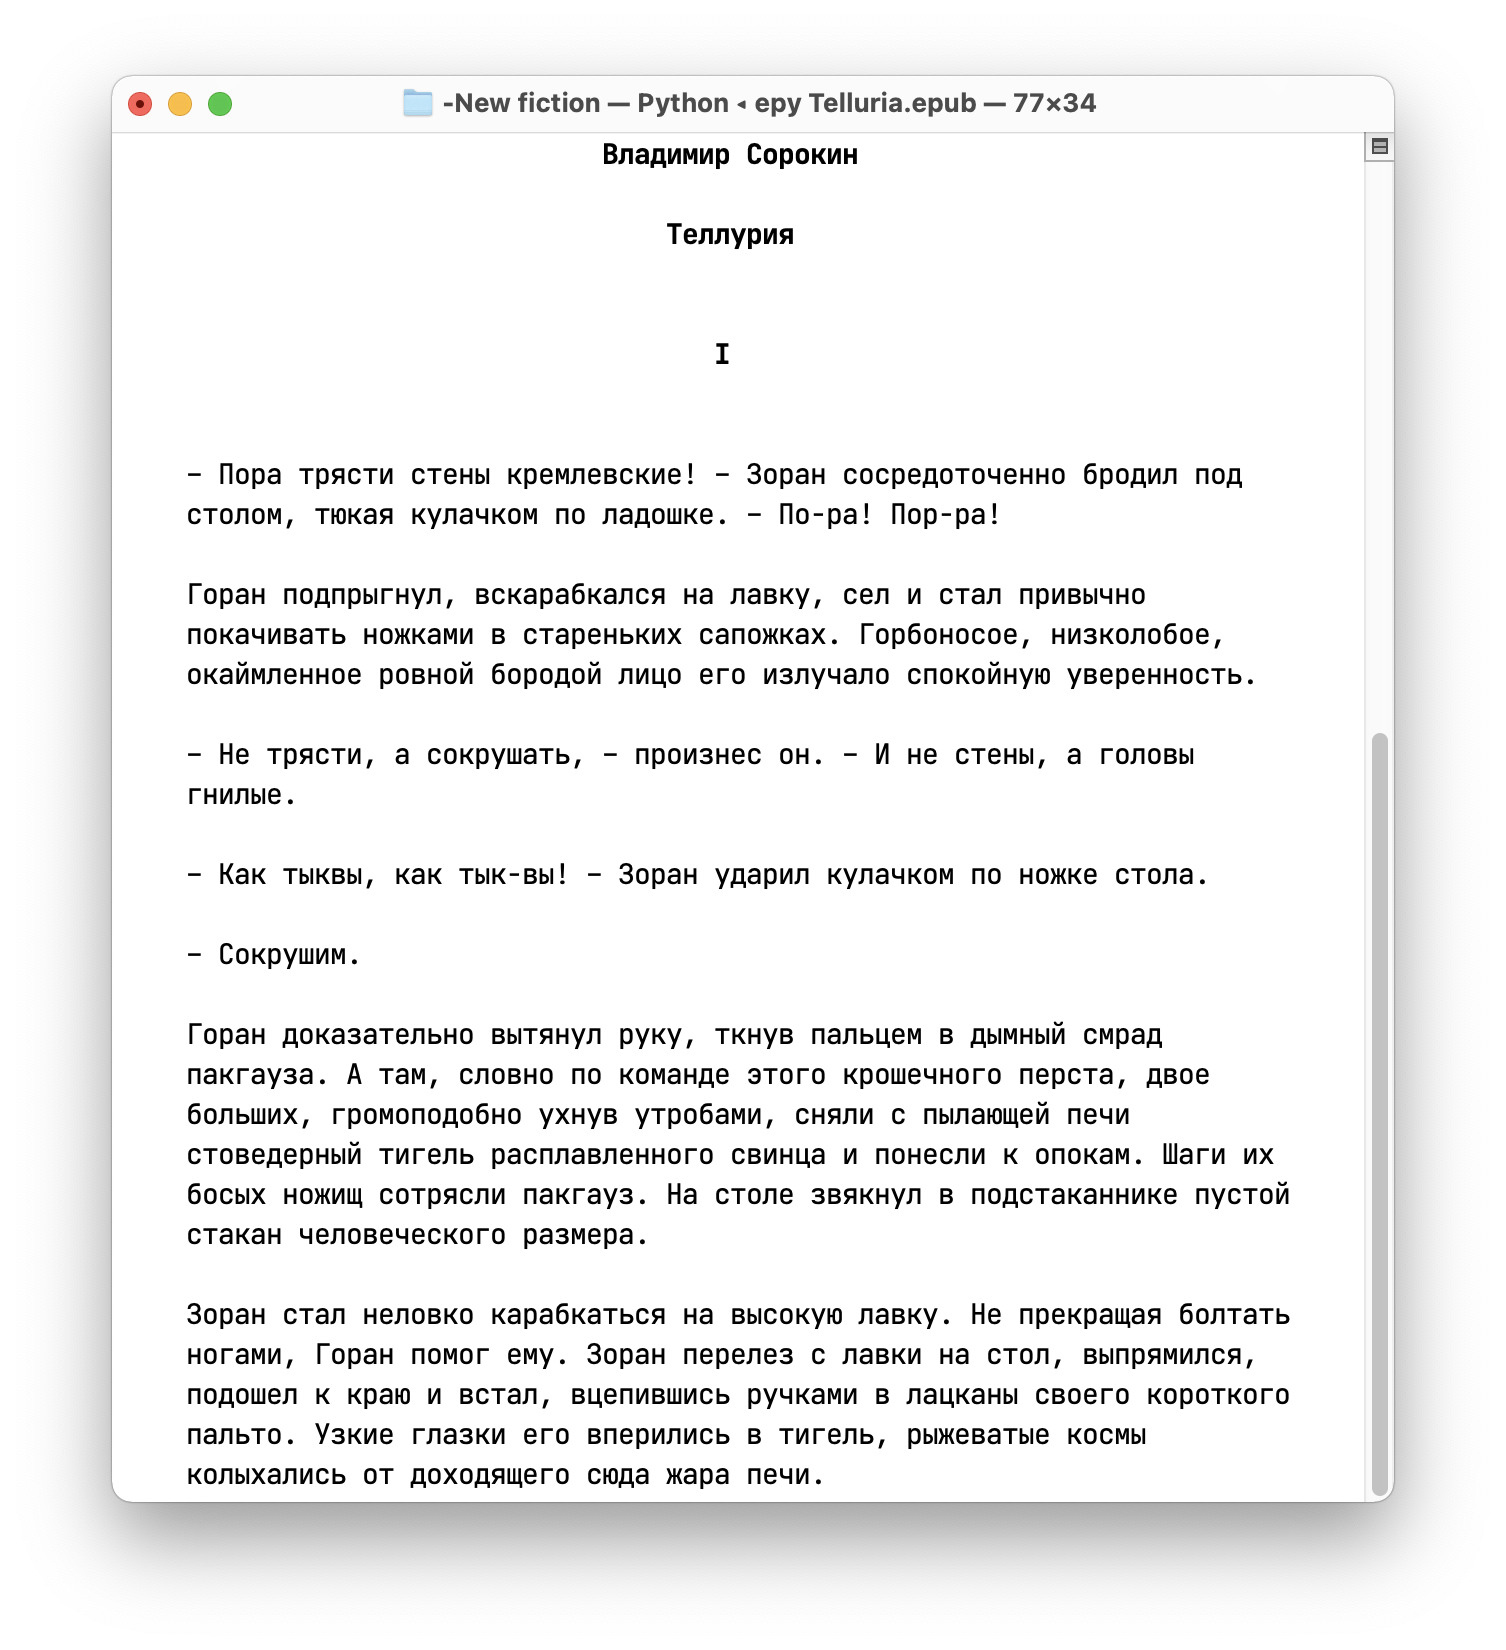 -New fiction — Python ◂ epy Telluria.epub — 77×34
Владимир Сорокин
Теллурия
I
– Пора трясти стены кремлевские! – Зоран сосредоточенно бродил под
столом, тюкая кулачком по ладошке. – По-ра! Пор-ра!
Горан подпрыгнул, вскарабкался на лавку, сел и стал привычно
покачивать ножками в стареньких сапожках. Горбоносое, низколобое,
окаймленное ровной бородой лицо его излучало спокойную уверенность.
– Не трясти, а сокрушать, – произнес он. – И не стены, а головы
гнилые.
– Как тыквы, как тык-вы! – Зоран ударил кулачком по ножке стола.
– Сокрушим.
Горан доказательно вытянул руку, ткнув пальцем в дымный смрад
пакгауза. А там, словно по команде этого крошечного перста, двое
больших, громоподобно ухнув утробами, сняли с пылающей печи
стоведерный тигель расплавленного свинца и понесли к опокам. Шаги их
босых ножищ сотрясли пакгауз. На столе звякнул в подстаканнике пустой
стакан человеческого размера.
Зоран стал неловко карабкаться на высокую лавку. Не прекращая болтать
ногами, Горан помог ему. Зоран перелез с лавки на стол, выпрямился,
подошел к краю и встал, вцепившись ручками в лацканы своего короткого
пальто. Узкие глазки его вперились в тигель, рыжеватые космы
колыхались от доходящего сюда жара печи.